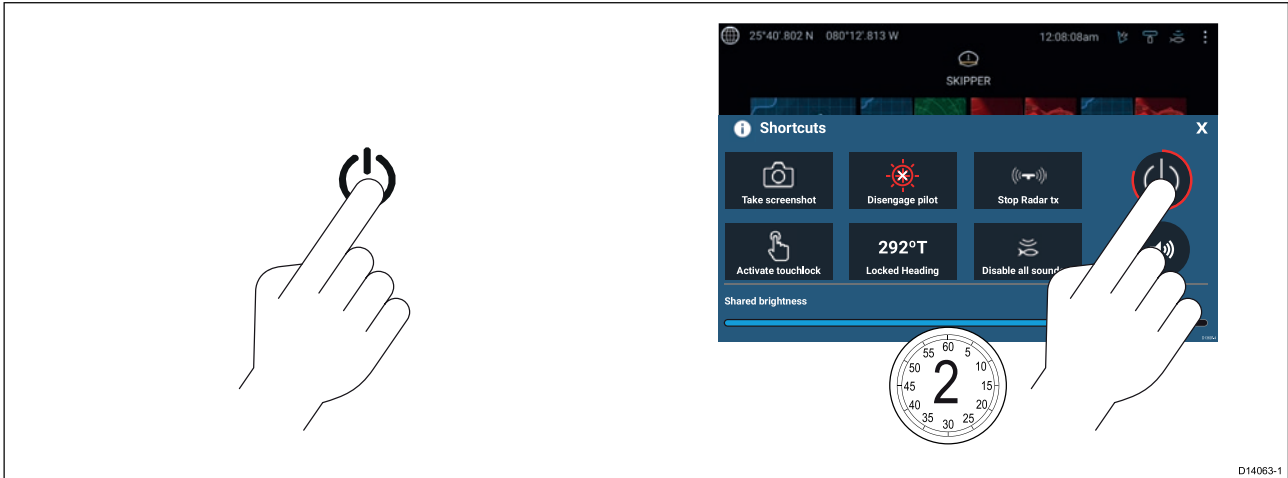 25°40'.802 N 080°12'.813 W 12:08:08am
SKIPPER
Shortcuts X
Take screenshot Disengage pilot Stop Radar tx
292°T
Activate touchlock Locked Heading Disable all
Shared brightness
60
55 5
50 10
2
45 15
40 20
35 25
30
D14063-1